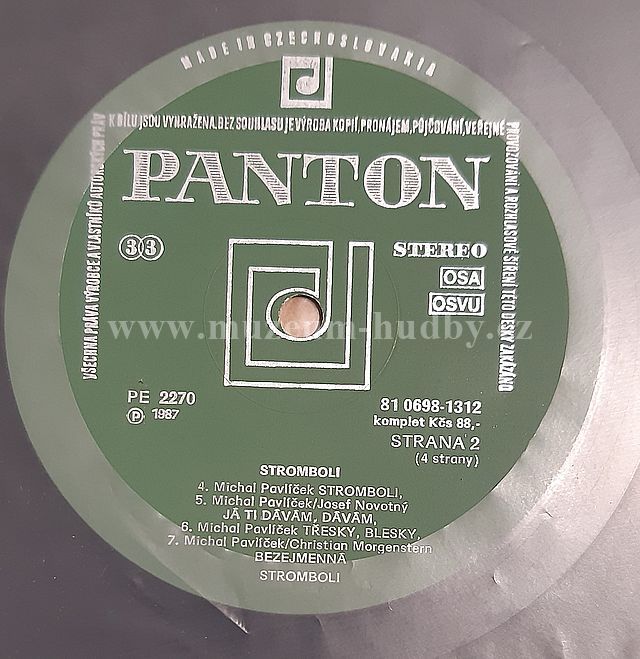 MADE IN CZECHOSLOVAKIA
VŠECHNA PRÁVA VÝROBCE A VLASTNÍKŮ AUTORSKÝCH PRÁV
K DÍLU JSOU VYHRAŽENA. BEZ SOUHLASU JE VÝROBA KOPIÍ, PRONÁJEM, PŮJČOVÁNÍ, VEŘEJNÉ
PROVOZOVÁNÍ A ROZHLASOVÉ ŠÍŘENÍ TÉTO DESKY ZAKÁZÁNO
PANTON
33
STEREO
OSA
OSVU
www.muzeum-hudby.cz
PE 2270
Ⓟ 1987
81 0698-1312
komplet Kčs 88,-
STRANA 2
(4 strany)
STROMBOLI
4. Michal Pavlíček STROMBOLI,
5. Michal Pavlíček/Josef Novotný
JÁ TI DÁVÁM, DÁVÁM,
6. Michal Pavlíček TŘESKY, BLESKY,
7. Michal Pavlíček/Christian Morgenstern
BEZEJMENNÁ
STROMBOLI